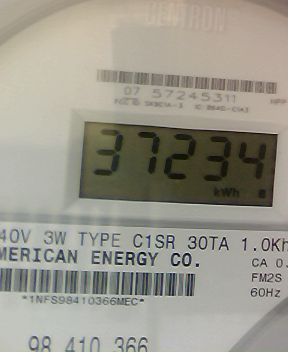 CENTRON
07 57245311
37234
kWh
40V 3W TYPE C1SR 30TA 1.0Kh
MERICAN ENERGY CO.
CA 0.
FM2S
60Hz
*1NFS98410366MEC*
98 410 366